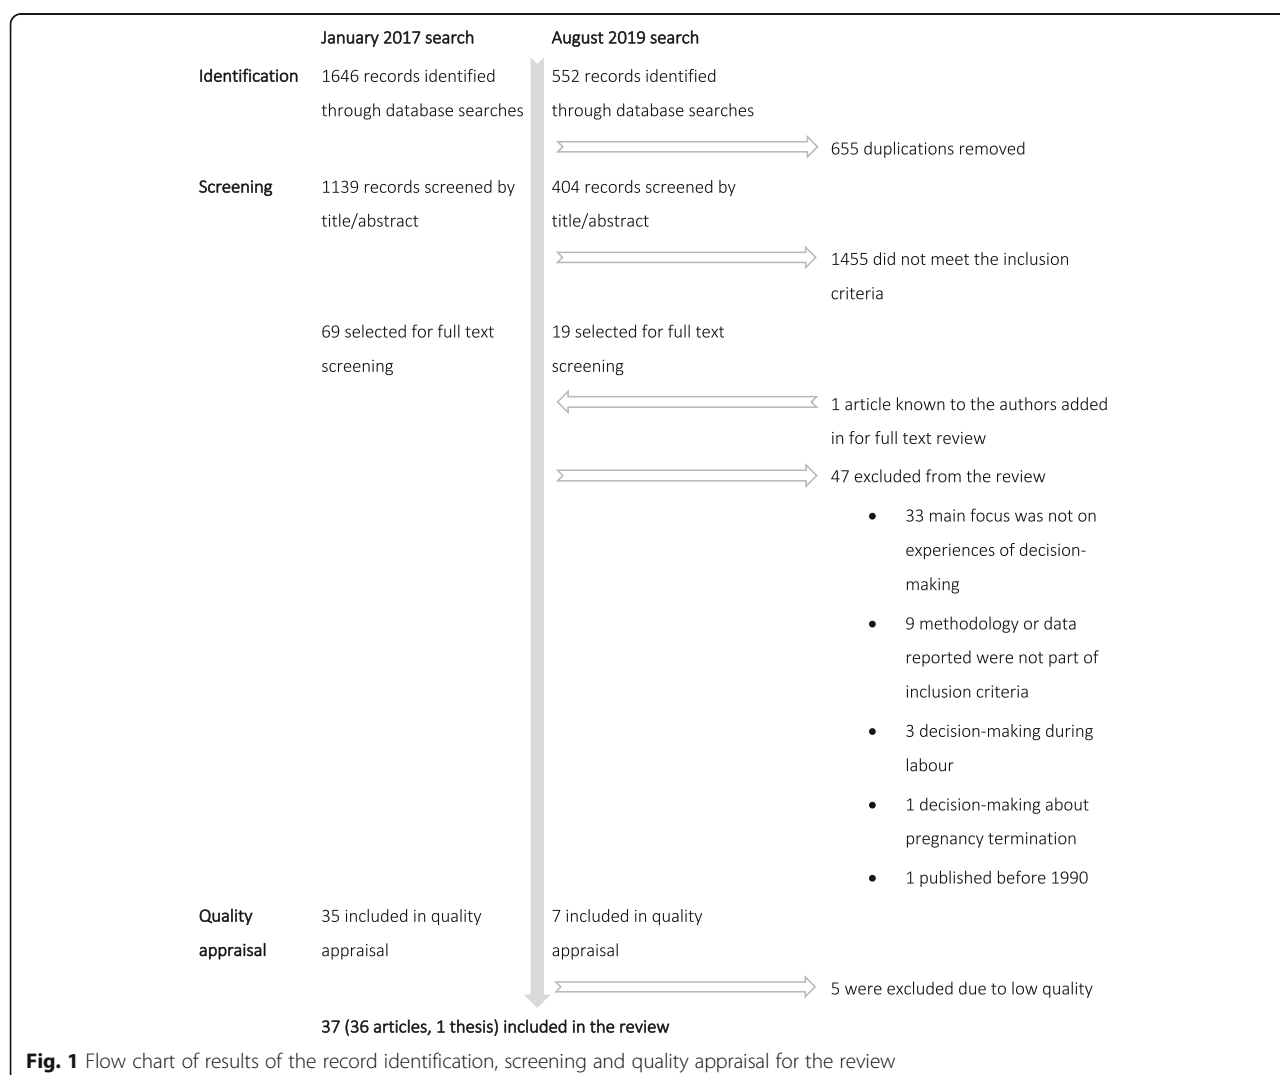 January 2017 search August 2019 search
Identification 1646 records identified 552 records identified
through database searches through database searches
655 duplications removed
Screening 1139 records screened by 404 records screened by
title/abstract title/abstract
1455 did not meet the inclusion
criteria
69 selected for full text 19 selected for full text
screening screening
1 article known to the authors added
in for full text review
47 excluded from the review
• 33 main focus was not on
experiences of decision-
making
• 9 methodology or data
reported were not part of
inclusion criteria
• 3 decision-making during
labour
• 1 decision-making about
pregnancy termination
• 1 published before 1990
Quality 35 included in quality 7 included in quality
appraisal appraisal appraisal
5 were excluded due to low quality
37 (36 articles, 1 thesis) included in the review
Fig. 1 Flow chart of results of the record identification, screening and quality appraisal for the review